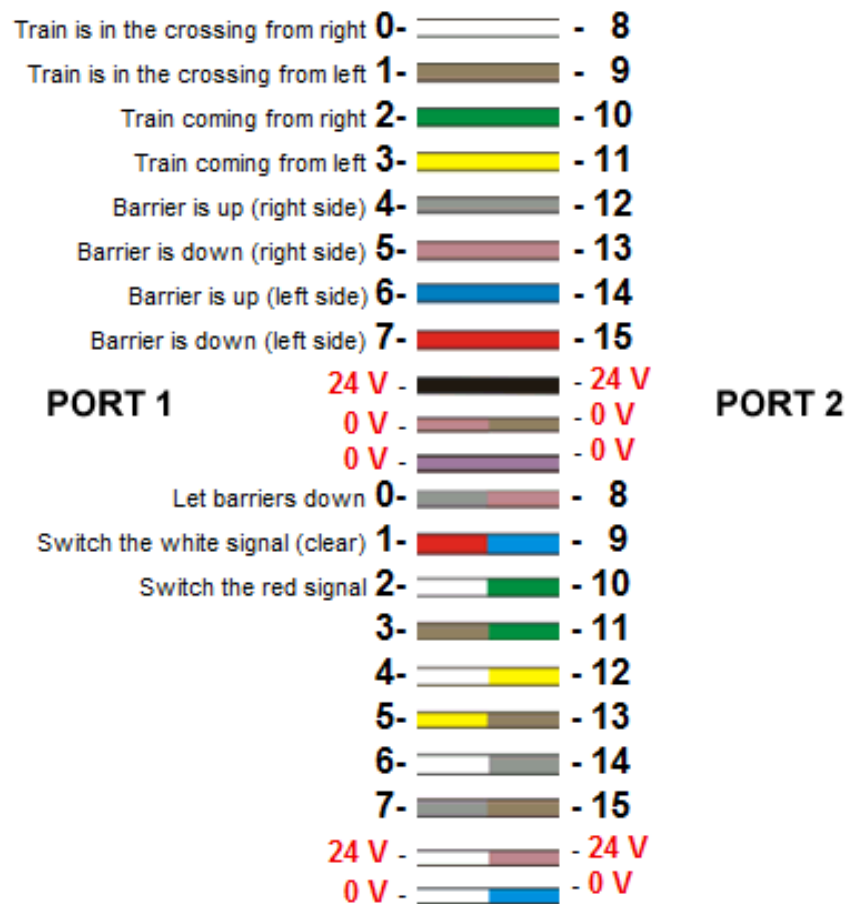 Train is in the crossing from right 0- - 8
Train is in the crossing from left 1- - 9
Train coming from right 2- - 10
Train coming from left 3- - 11
Barrier is up (right side) 4- - 12
Barrier is down (right side) 5- - 13
Barrier is up (left side) 6- - 14
Barrier is down (left side) 7- - 15
24 V - - 24 V
PORT 1 PORT 2
0 V - - 0 V
0 V - - 0 V
Let barriers down 0- - 8
Switch the white signal (clear) 1- - 9
Switch the red signal 2- - 10
3- - 11
4- - 12
5- - 13
6- - 14
7- - 15
24 V - - 24 V
0 V - - 0 V